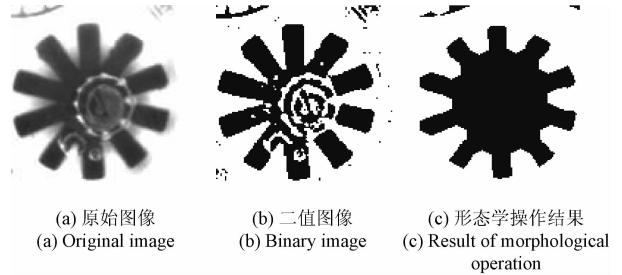 (a) 原始图像
(a) Original image
(b) 二值图像
(b) Binary image
(c) 形态学操作结果
(c) Result of morphological
operation